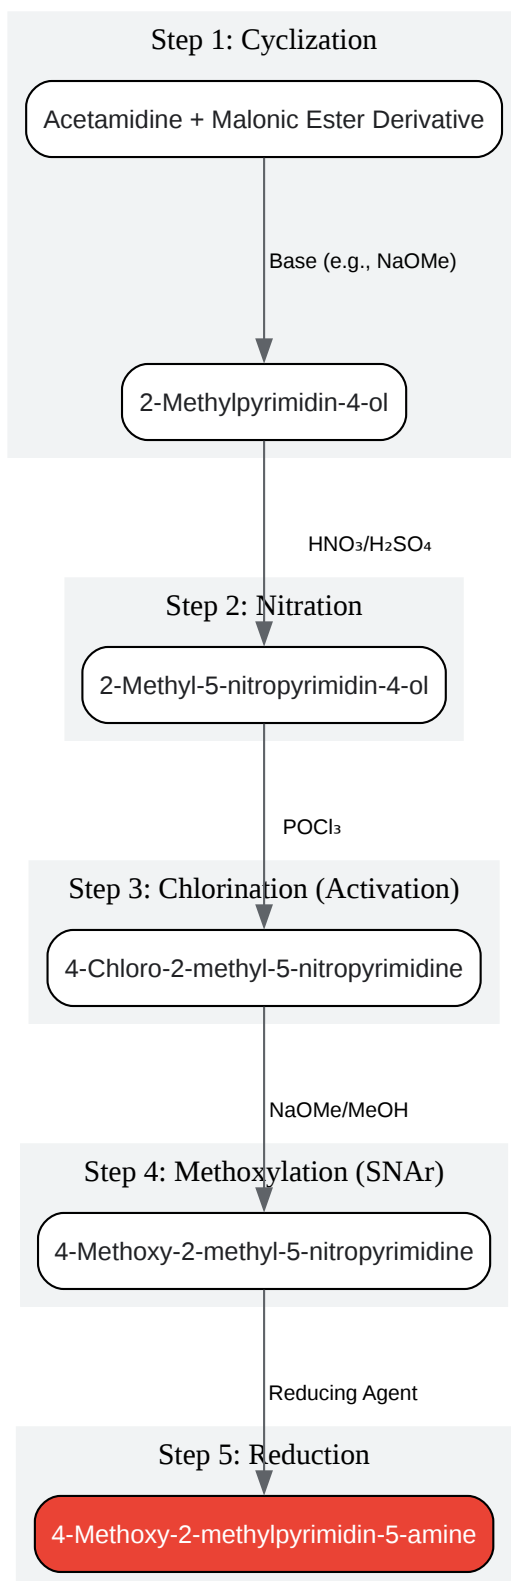 Step 1: Cyclization
Acetamidine + Malonic Ester Derivative
Base (e.g., NaOMe)
2-Methylpyrimidin-4-ol
HNO₃/H₂SO₄
Step 2: Nitration
2-Methyl-5-nitropyrimidin-4-ol
POCl₃
Step 3: Chlorination (Activation)
4-Chloro-2-methyl-5-nitropyrimidine
NaOMe/MeOH
Step 4: Methoxylation (SNAr)
4-Methoxy-2-methyl-5-nitropyrimidine
Reducing Agent
Step 5: Reduction
4-Methoxy-2-methylpyrimidin-5-amine